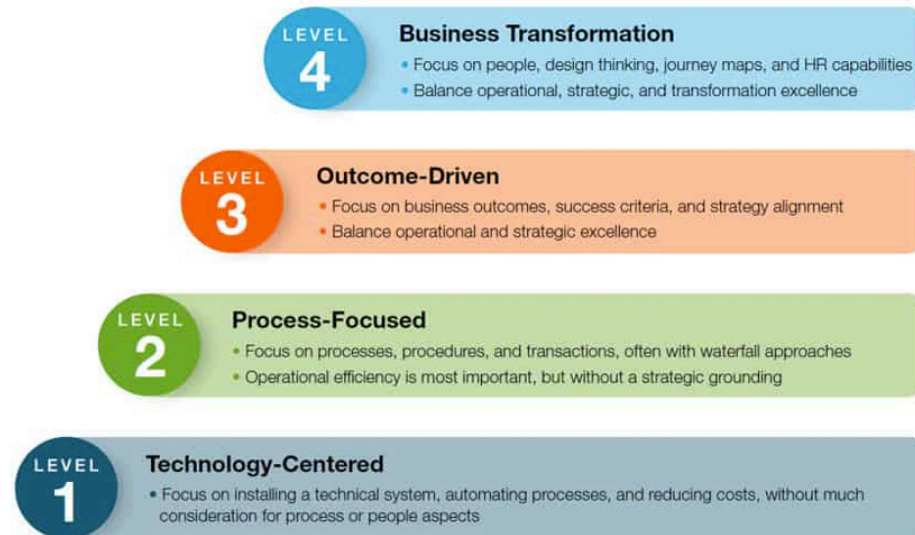 LEVEL
4
Business Transformation
• Focus on people, design thinking, journey maps, and HR capabilities
• Balance operational, strategic, and transformation excellence
LEVEL
3
Outcome-Driven
• Focus on business outcomes, success criteria, and strategy alignment
• Balance operational and strategic excellence
LEVEL
2
Process-Focused
• Focus on processes, procedures, and transactions, often with waterfall approaches
• Operational efficiency is most important, but without a strategic grounding
LEVEL
1
Technology-Centered
• Focus on installing a technical system, automating processes, and reducing costs, without much
consideration for process or people aspects